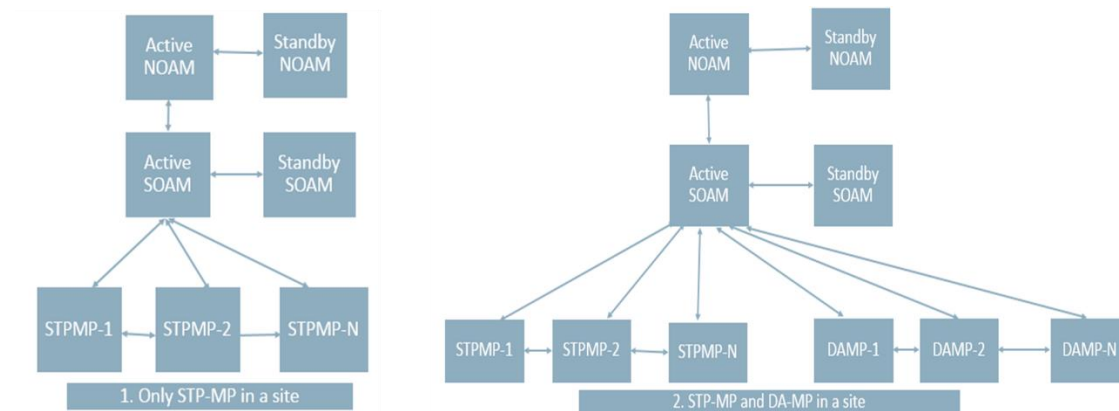 Active
NOAM
Standby
NOAM
Active
SOAM
Standby
SOAM
STPMP-1
STPMP-2
STPMP-N
1. Only STP-MP in a site
Active
NOAM
Standby
NOAM
Active
SOAM
Standby
SOAM
STPMP-1
STPMP-2
STPMP-N
DAMP-1
DAMP-2
DAMP-N
2. STP-MP and DA-MP in a site